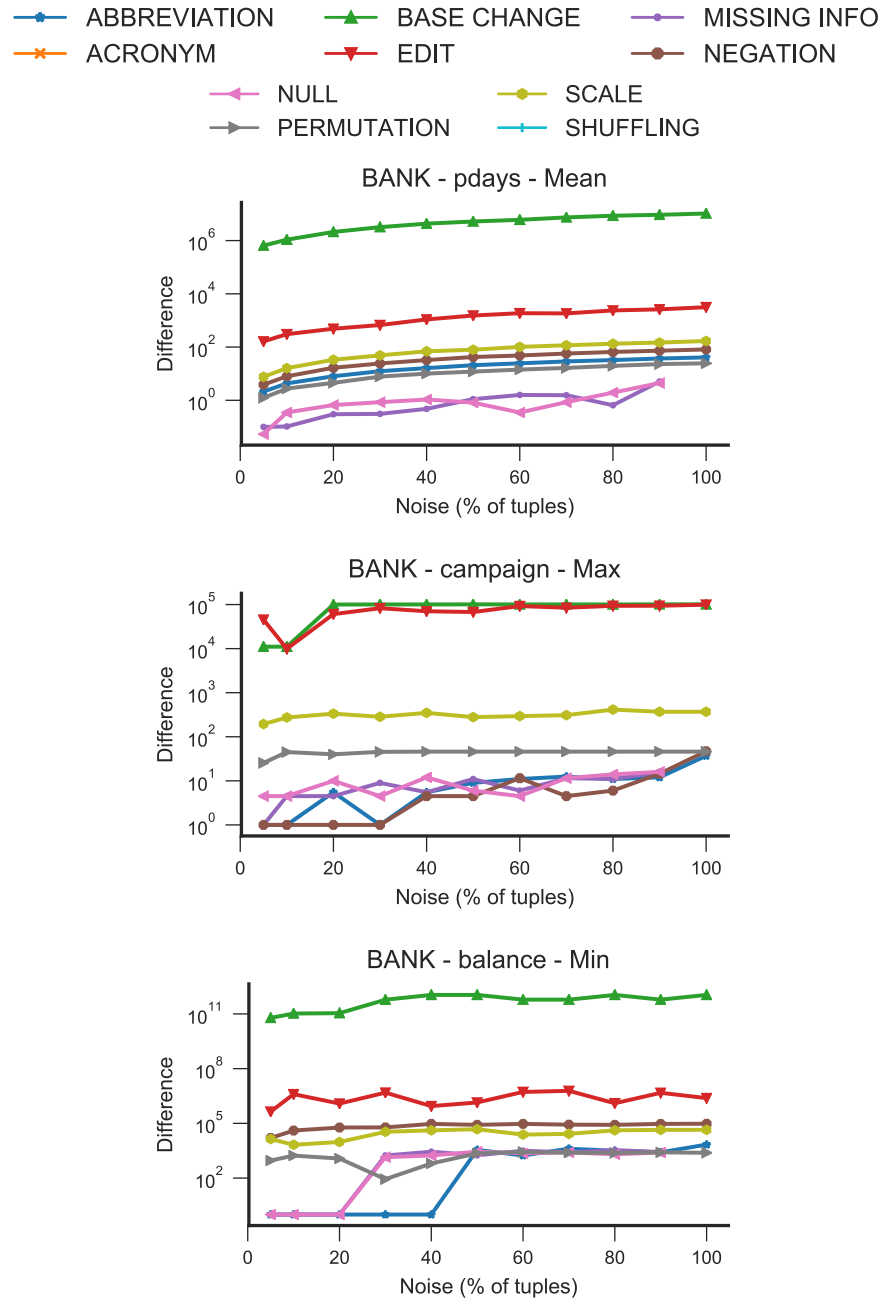 ABBREVIATION BASE CHANGE MISSING INFO
ACRONYM EDIT NEGATION
NULL SCALE
PERMUTATION SHUFFLING
BANK - pdays - Mean
Difference
10^6
10^4
10^2
10^0
0 20 40 60 80 100
Noise (% of tuples)
BANK - campaign - Max
Difference
10^5
10^4
10^3
10^2
10^1
10^0
0 20 40 60 80 100
Noise (% of tuples)
BANK - balance - Min
Difference
10^11
10^8
10^5
10^2
0 20 40 60 80 100
Noise (% of tuples)